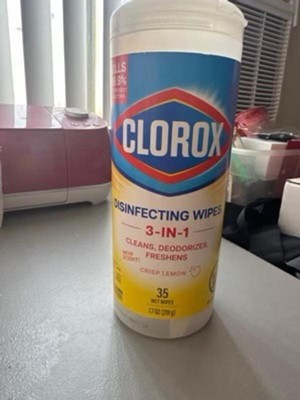 CLOROX
DISINFECTING WIPES
3-IN-1
CLEANS, DEODORIZES,
FRESHENS
CRISP LEMON
35
WET WIPES